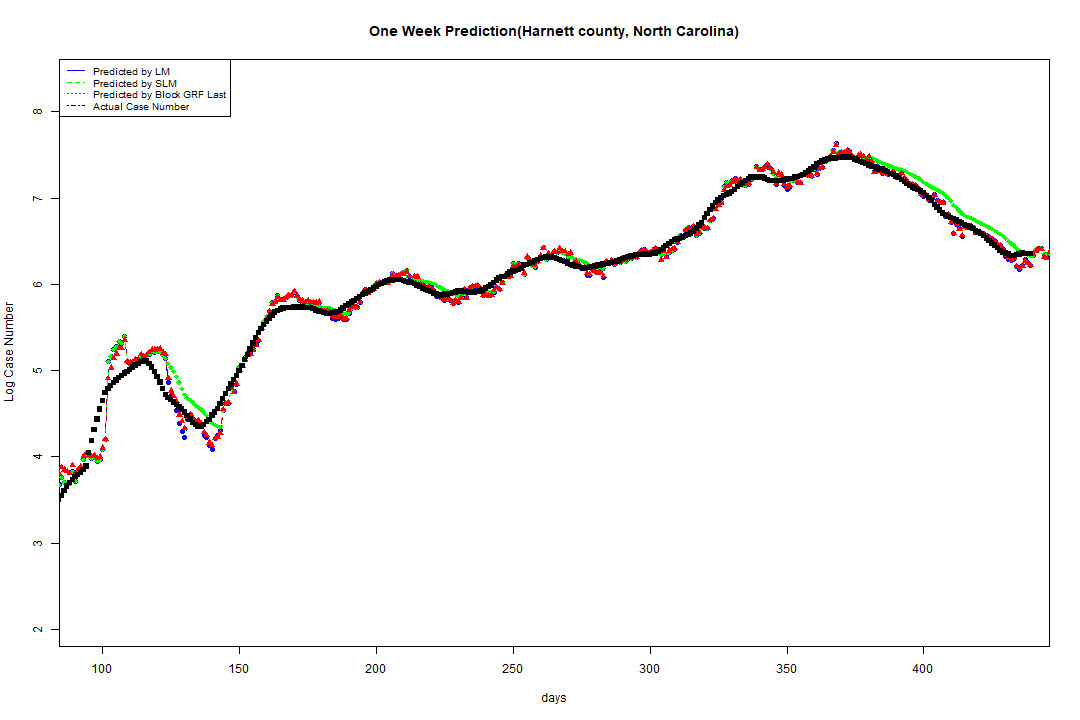 One Week Prediction(Harnett county, North Carolina)
Predicted by LM
Predicted by SLM
Predicted by Block GRF Last
Actual Case Number
8
7
6
5
4
3
2
Log Case Number
100 150 200 250 300 350 400
days